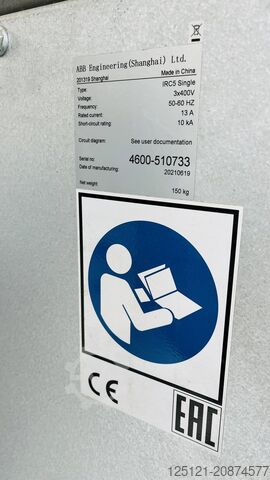 ABB Engineering(Shanghai) Ltd.
201319 Shanghai Made in China
Type: IRC5 Single
Voltage: 3x400V
Frequency: 50-60 HZ
Rated current: 13 A
Short-circuit rating: 10 kA
Circuit diagram: See user documentation
Serial no: 4600-510733
Date of manufacturing: 20210619
Net weight: 150 kg
CE
EAC
125121-20874577